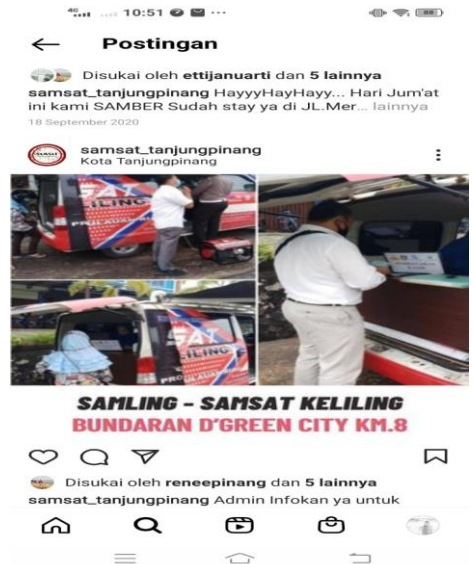 4G 10:51
Postingan
Disukai oleh ettijanuarti dan 5 lainnya
samsat_tanjungpinang HayyyHayHayy... Hari Jum'at
ini kami SAMBER Sudah stay ya di JL.Mer... lainnya
18 September 2020
samsat_tanjungpinang
Kota Tanjungpinang
SAMLING - SAMSAT KELILING
BUNDARAN D'GREEN CITY KM.8
Disukai oleh reneepinang dan 5 lainnya
samsat_tanjungpinang Admin Infokan ya untuk